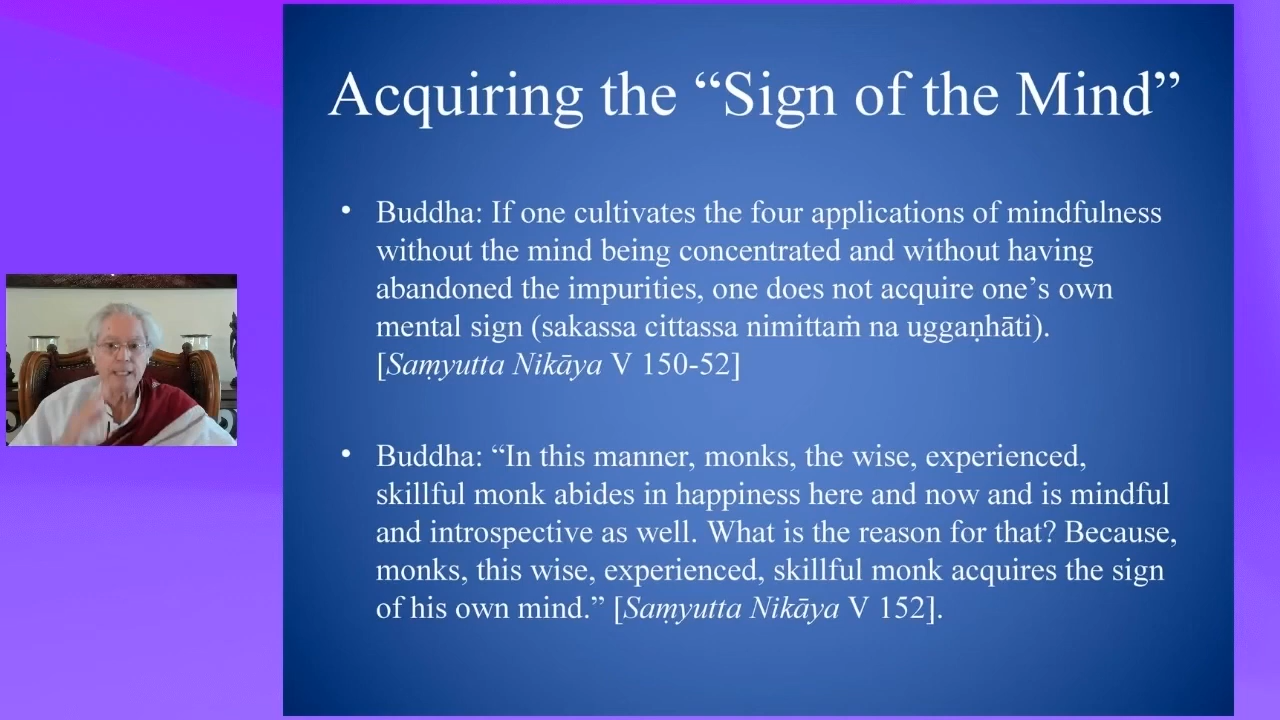 Acquiring the “Sign of the Mind”
• Buddha: If one cultivates the four applications of mindfulness
without the mind being concentrated and without having
abandoned the impurities, one does not acquire one’s own
mental sign (sakassa cittassa nimittaṁ na uggaṇhāti).
[Saṃyutta Nikāya V 150-52]
• Buddha: “In this manner, monks, the wise, experienced,
skillful monk abides in happiness here and now and is mindful
and introspective as well. What is the reason for that? Because,
monks, this wise, experienced, skillful monk acquires the sign
of his own mind.” [Saṃyutta Nikāya V 152].